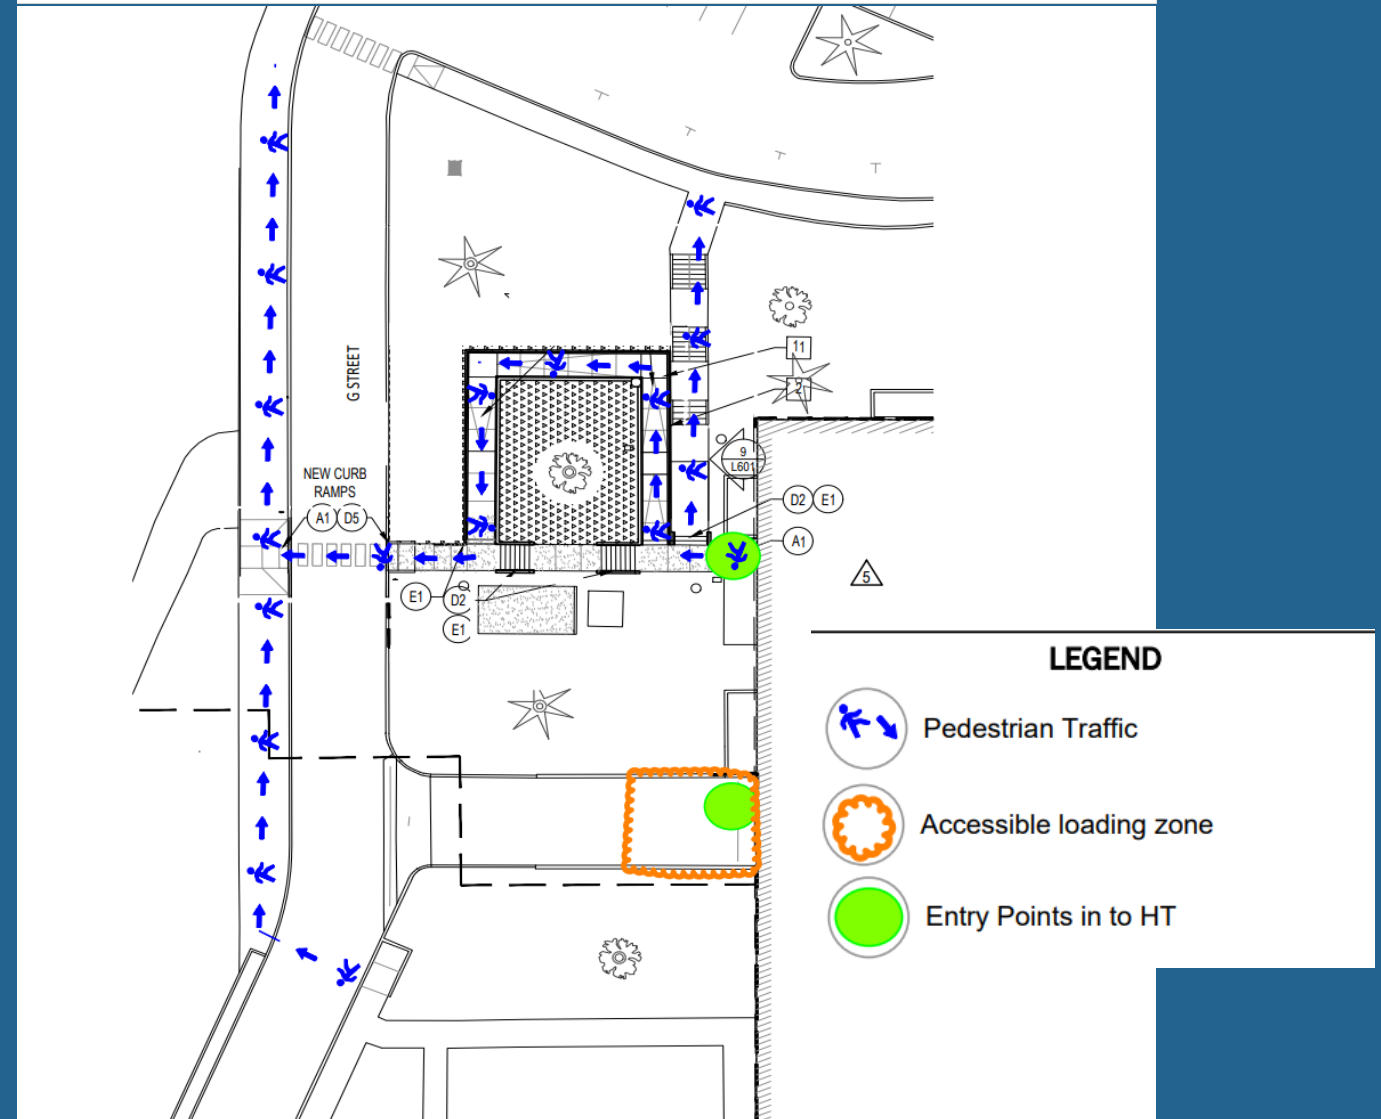 11
2
G STREET
9
L601
NEW CURB
RAMPS
A1 D5
D2 E1
A1
E1 D2
E1
5
LEGEND
Pedestrian Traffic
Accessible loading zone
Entry Points in to HT